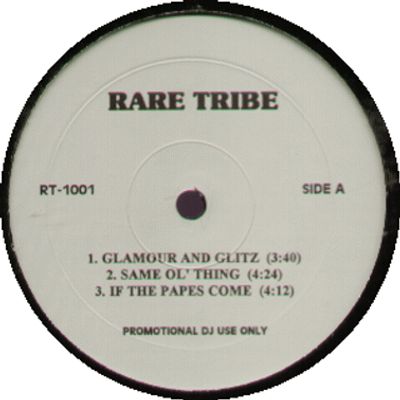 RARE TRIBE
RT-1001
SIDE A
1. GLAMOUR AND GLITZ (3:40)
2. SAME OL' THING (4:24)
3. IF THE PAPES COME (4:12)
PROMOTIONAL DJ USE ONLY